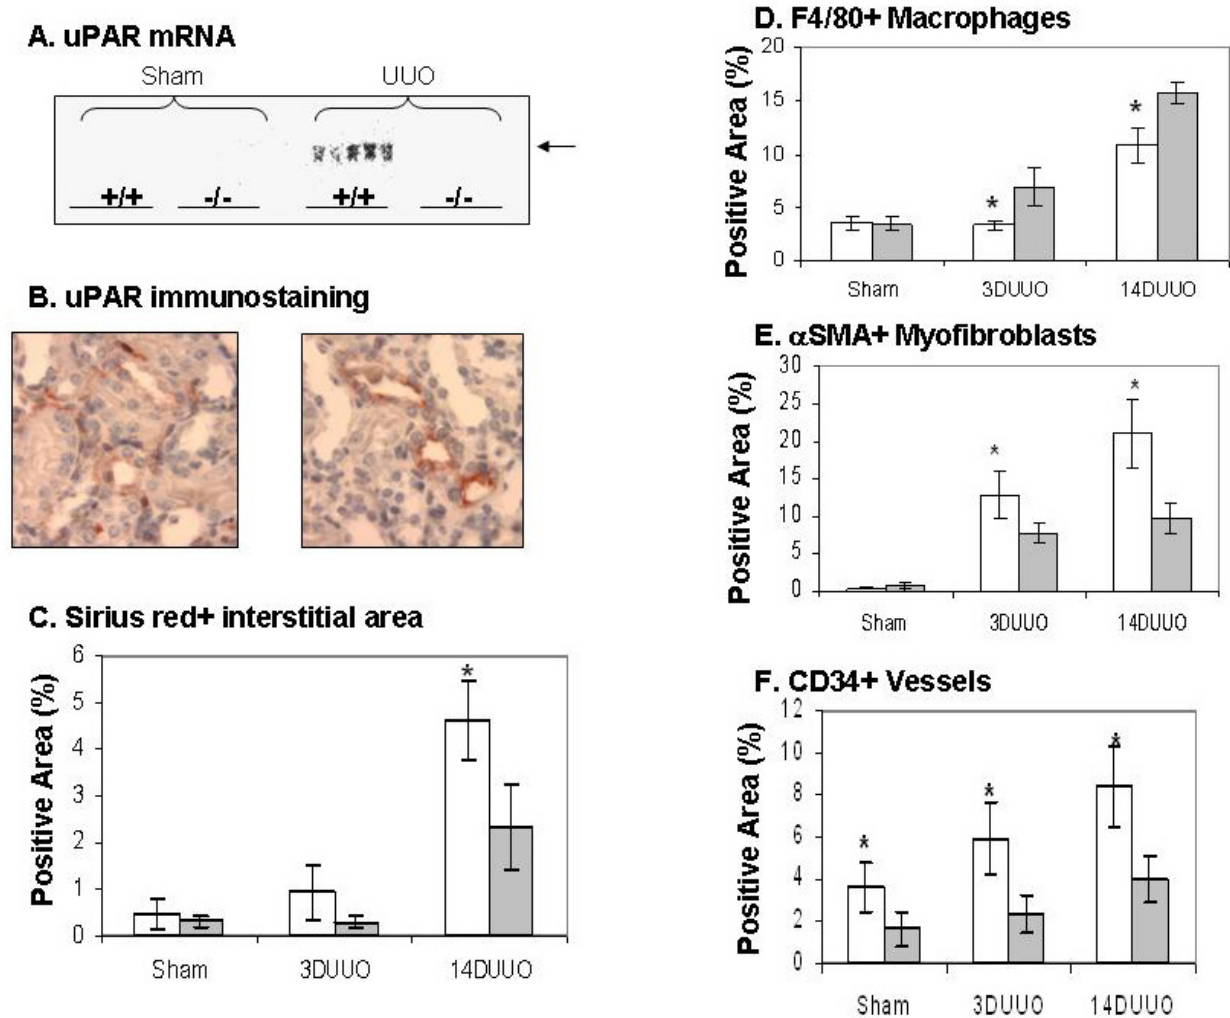 A. uPAR mRNA
Sham UUO
+/+ -/- +/+ -/-
B. uPAR immunostaining
C. Sirius red+ interstitial area
Positive Area (%)
6
5
4
3
2
1
0
*
Sham 3DUUO 14DUUO
D. F4/80+ Macrophages
Positive Area (%)
20
15
10
5
0
* *
Sham 3DUUO 14DUUO
E. αSMA+ Myofibroblasts
Positive Area (%)
30
25
20
15
10
5
0
* *
Sham 3DUUO 14DUUO
F. CD34+ Vessels
Positive Area (%)
12
10
8
6
4
2
0
* * *
Sham 3DUUO 14DUUO